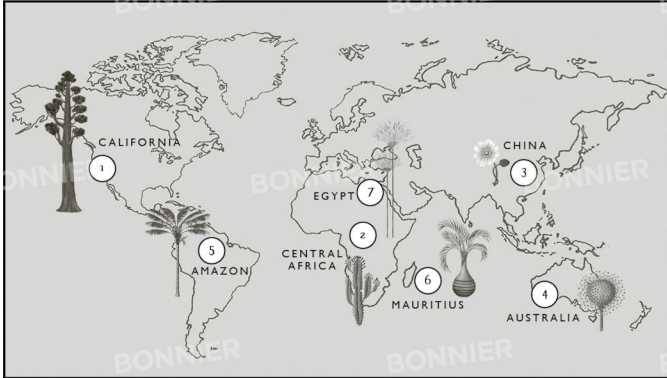 BONNIER
BONNIER
CALIFORNIA
1
CHINA
3
BONNIER
BONNIER
BONNIER
EGYPT
7
2
5
CENTRAL
AFRICA
AMAZON
6
MAURITIUS
4
AUSTRALIA
BONNIER
BONNIER